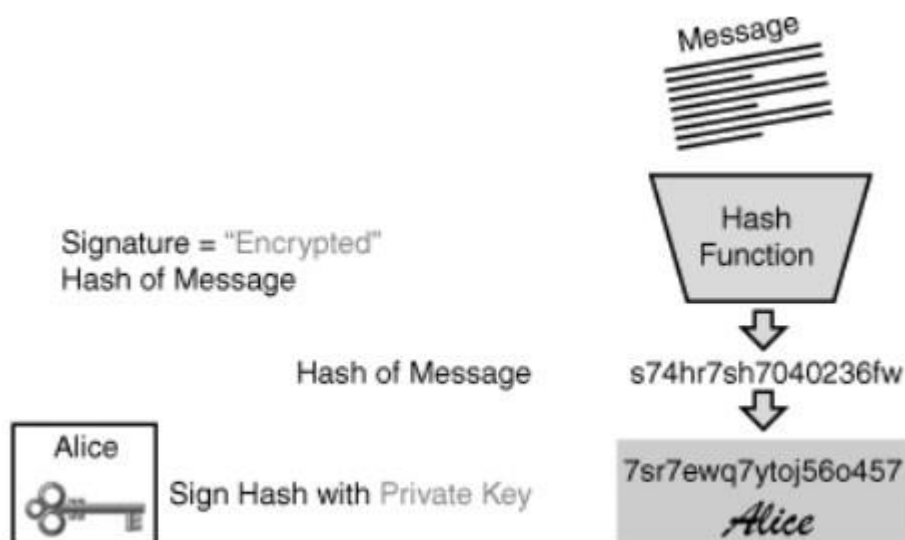 Message
Hash
Function
Signature = “Encrypted”
Hash of Message
Hash of Message
s74hr7sh7040236fw
Alice
Sign Hash with Private Key
7sr7ewq7ytoj56o457
Alice